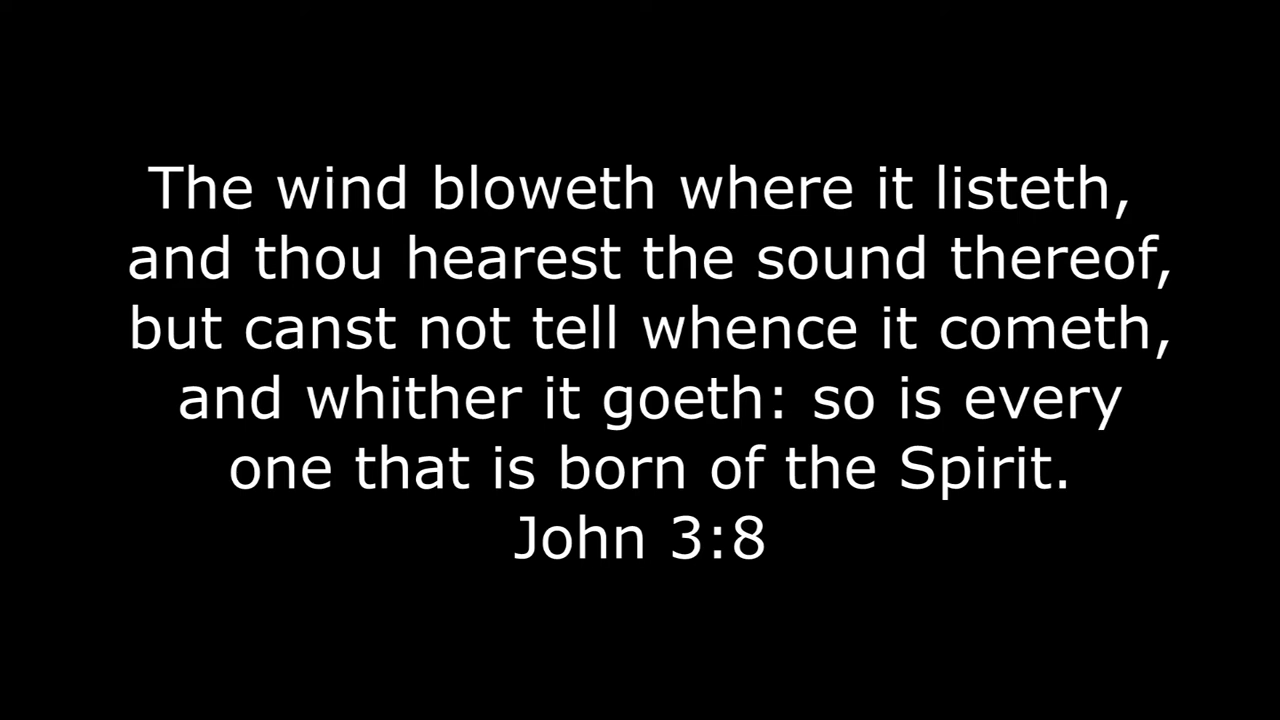 The wind bloweth where it listeth,
and thou hearest the sound thereof,
but canst not tell whence it cometh,
and whither it goeth: so is every
one that is born of the Spirit.
John 3:8